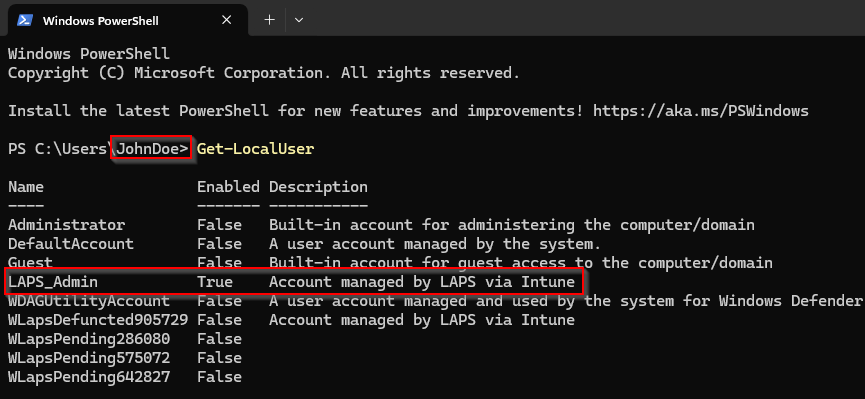 Windows PowerShell
Windows PowerShell
Copyright (C) Microsoft Corporation. All rights reserved.
Install the latest PowerShell for new features and improvements! https://aka.ms/PSWindows
PS C:\Users\JohnDoe> Get-LocalUser
Name Enabled Description
---- ------- -----------
Administrator False Built-in account for administering the computer/domain
DefaultAccount False A user account managed by the system.
Guest False Built-in account for guest access to the computer/domain
LAPS_Admin True Account managed by LAPS via Intune
WDAGUtilityAccount False A user account managed and used by the system for Windows Defender
WLapsDefuncted905729 False Account managed by LAPS via Intune
WLapsPending286080 False
WLapsPending575072 False
WLapsPending642827 False